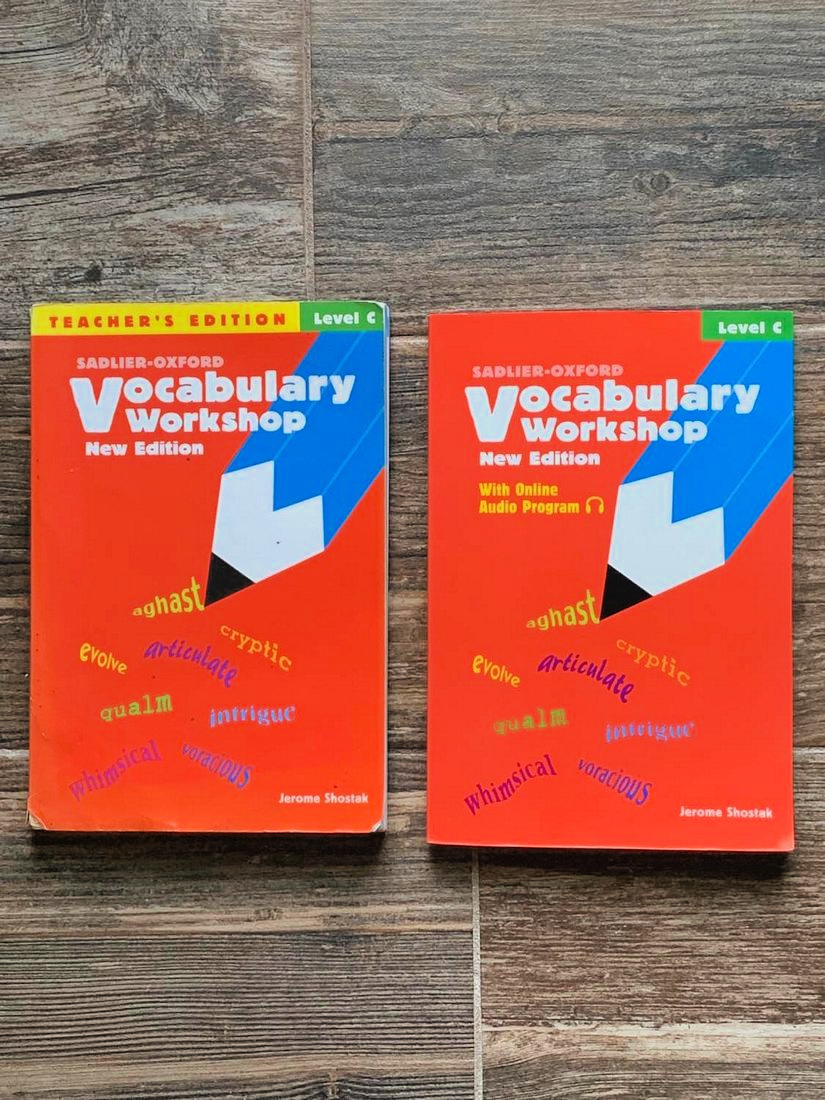 TEACHER'S EDITION Level C
SADLIER-OXFORD
Vocabulary
Workshop
New Edition
aghast
cryptic
evolve
articulate
qualm
intrigue
whimsical
voracious
Jerome Shostak
Level C
SADLIER-OXFORD
Vocabulary
Workshop
New Edition
With Online
Audio Program
aghast
cryptic
evolve
articulate
qualm
intrigue
whimsical
voracious
Jerome Shostak